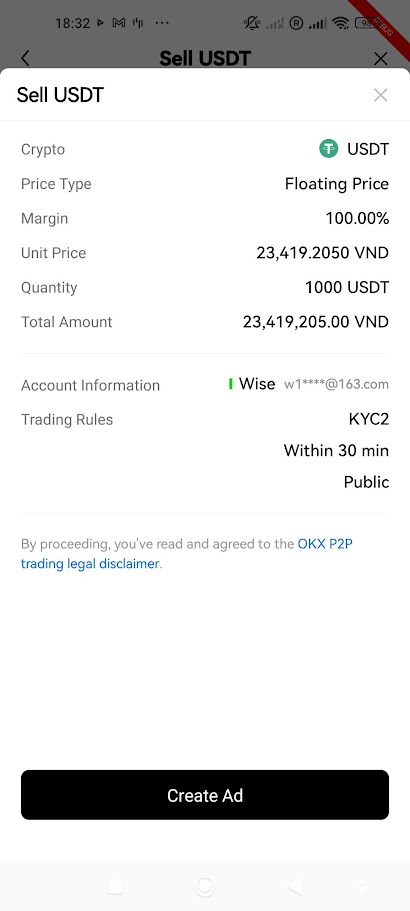 18:32
DEBUG
Sell USDT
Sell USDT
Crypto USDT
Price Type Floating Price
Margin 100.00%
Unit Price 23,419.2050 VND
Quantity 1000 USDT
Total Amount 23,419,205.00 VND
Account Information Wise w1****@163.com
Trading Rules KYC2
Within 30 min
Public
By proceeding, you've read and agreed to the OKX P2P
trading legal disclaimer.
Create Ad